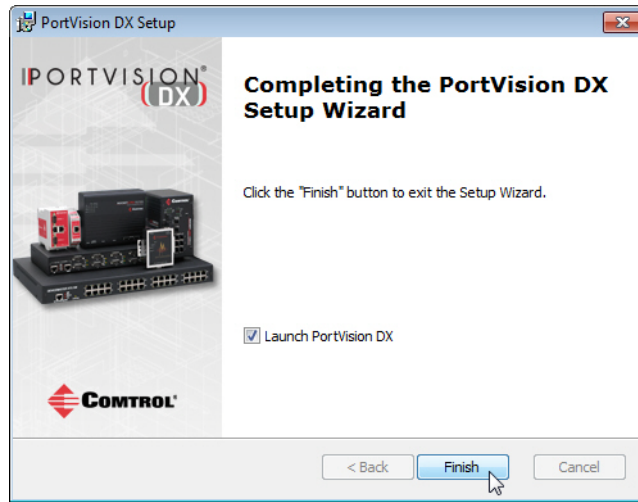 PortVision DX Setup
PORTVISION®
(DX)
Completing the PortVision DX
Setup Wizard
Click the "Finish" button to exit the Setup Wizard.
Launch PortVision DX
COMTROL®
< Back
Finish
Cancel